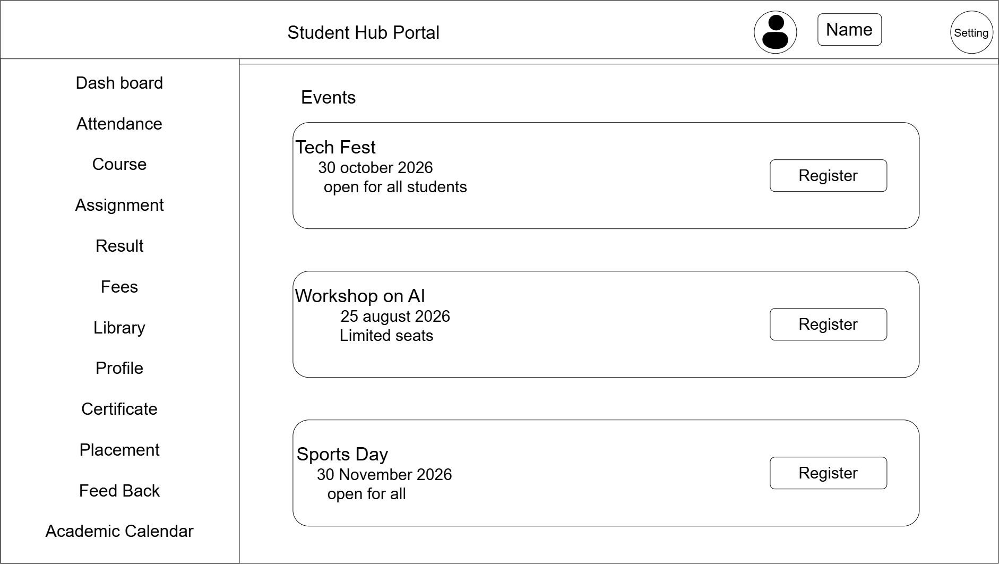 Student Hub Portal
Name
Setting
Dash board
Attendance
Course
Assignment
Result
Fees
Library
Profile
Certificate
Placement
Feed Back
Academic Calendar
Events
Tech Fest
30 october 2026
open for all students
Register
Workshop on AI
25 august 2026
Limited seats
Register
Sports Day
30 November 2026
open for all
Register